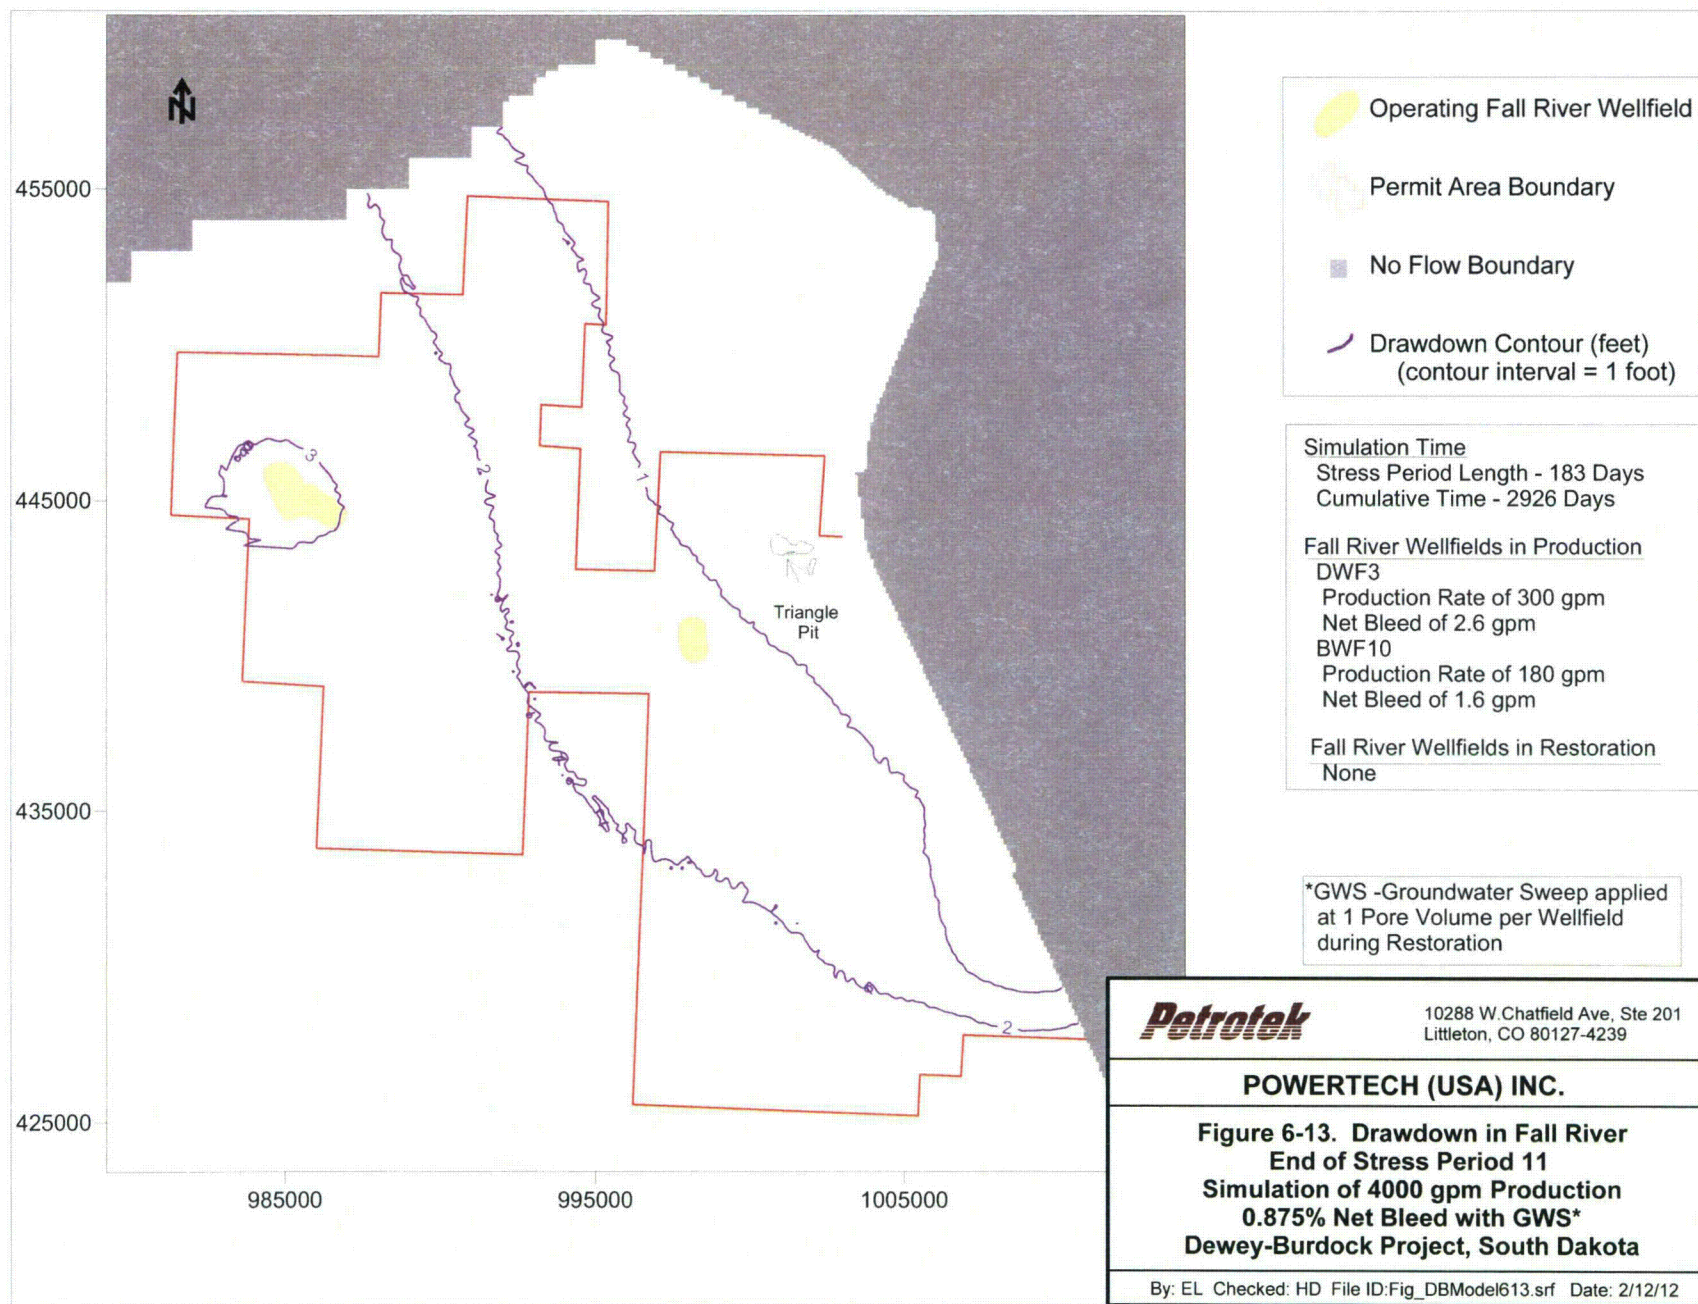 N
455000
445000
435000
425000
985000
995000
1005000
3
2
1
2
Triangle
Pit
Operating Fall River Wellfield
Permit Area Boundary
No Flow Boundary
Drawdown Contour (feet)
(contour interval = 1 foot)
Simulation Time
Stress Period Length - 183 Days
Cumulative Time - 2926 Days
Fall River Wellfields in Production
DWF3
Production Rate of 300 gpm
Net Bleed of 2.6 gpm
BWF10
Production Rate of 180 gpm
Net Bleed of 1.6 gpm
Fall River Wellfields in Restoration
None
*GWS -Groundwater Sweep applied
at 1 Pore Volume per Wellfield
during Restoration
Petrotek
10288 W.Chatfield Ave, Ste 201
Littleton, CO 80127-4239
POWERTECH (USA) INC.
Figure 6-13. Drawdown in Fall River
End of Stress Period 11
Simulation of 4000 gpm Production
0.875% Net Bleed with GWS*
Dewey-Burdock Project, South Dakota
By: EL Checked: HD File ID:Fig_DBModel613.srf Date: 2/12/12